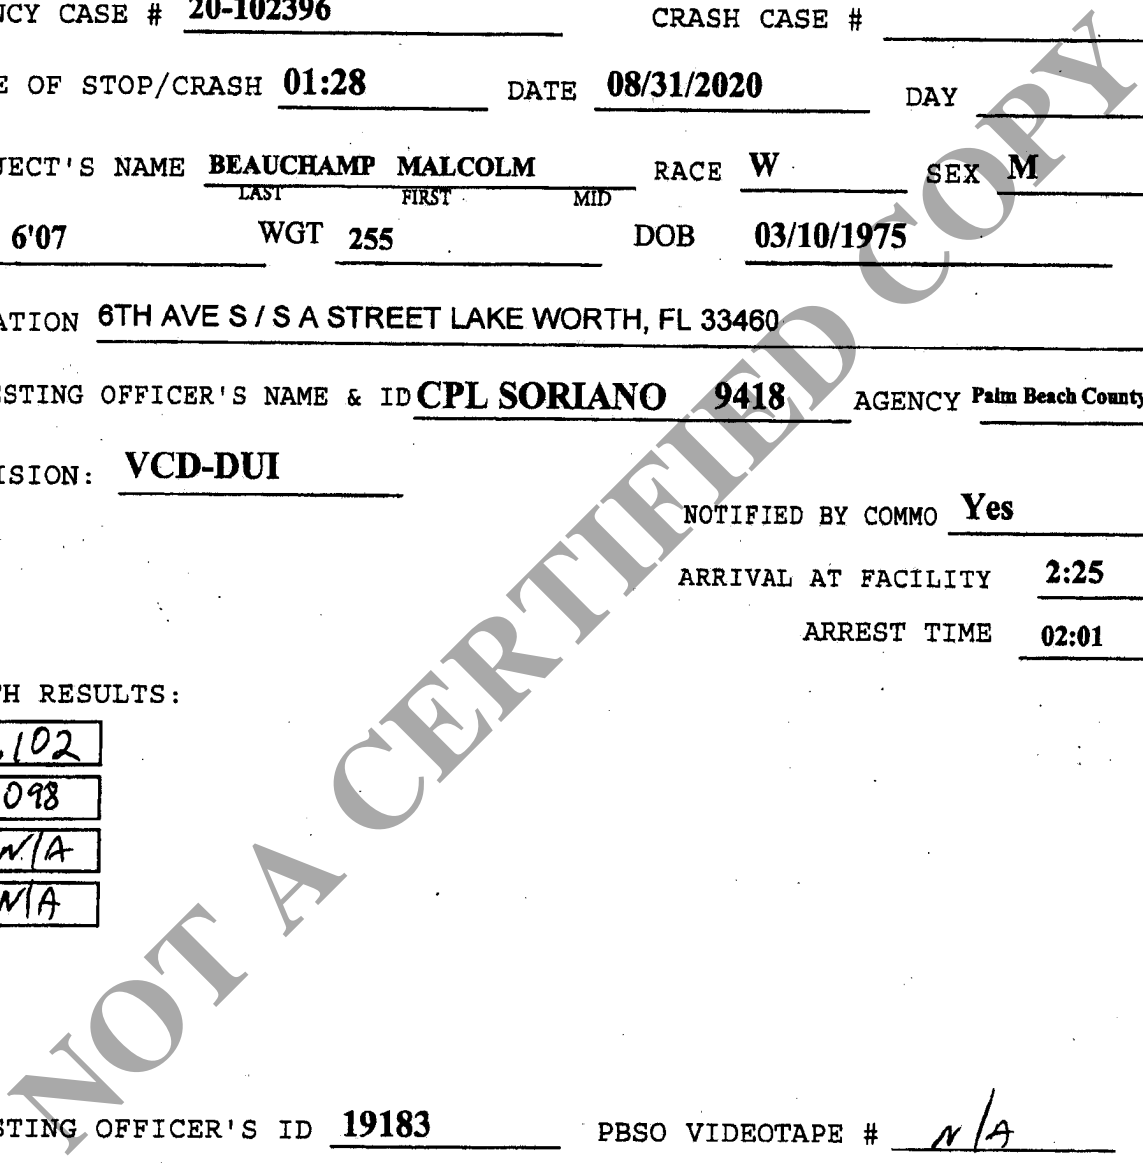 NCY CASE # 20-102396 CRASH CASE #
E OF STOP/CRASH 01:28 DATE 08/31/2020 DAY
JECT'S NAME BEAUCHAMP MALCOLM RACE W SEX M
LAST FIRST MID
6'07 WGT 255 DOB 03/10/1975
ATION 6TH AVE S / S A STREET LAKE WORTH, FL 33460
ESTING OFFICER'S NAME & ID CPL SORIANO 9418 AGENCY Palm Beach County
ISION: VCD-DUI
NOTIFIED BY COMMO Yes
ARRIVAL AT FACILITY 2:25
ARREST TIME 02:01
TH RESULTS:
.102
098
N/A
N/A
STING OFFICER'S ID 19183 PBSO VIDEOTAPE # N/A
NOT A CERTIFIED COPY